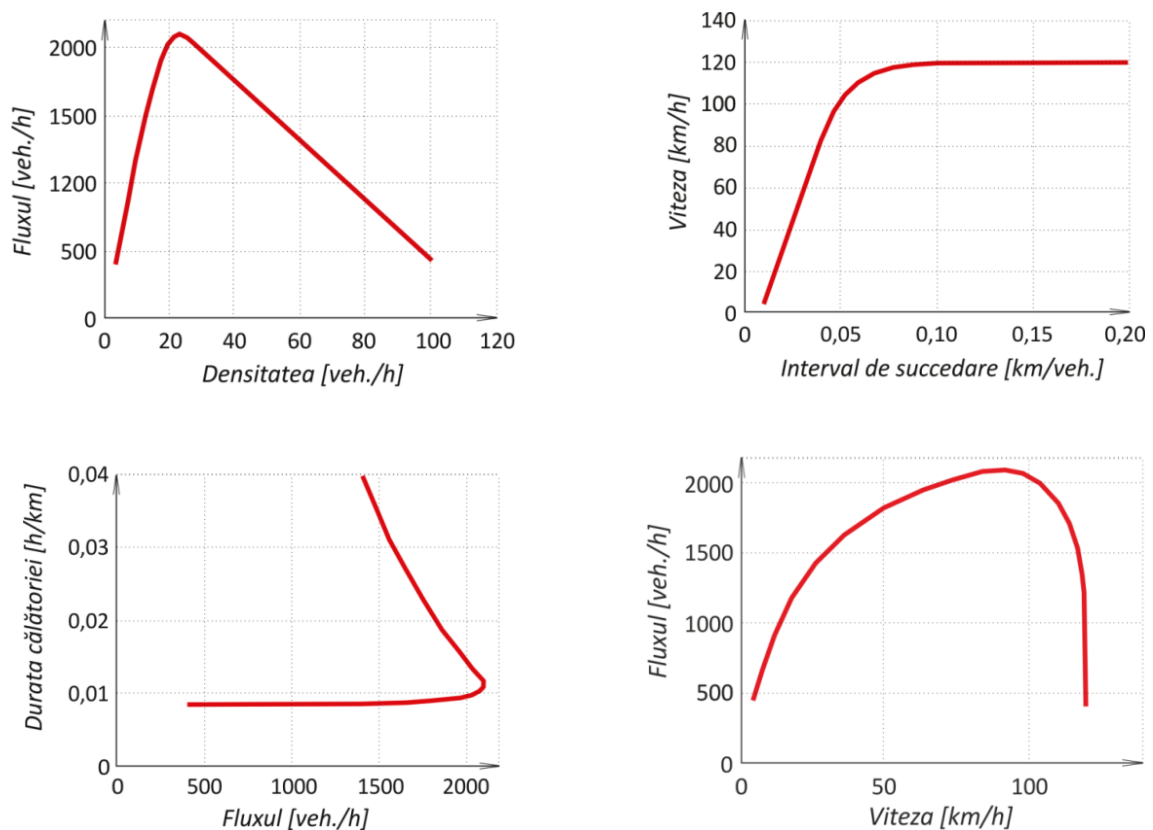 2000
1500
1200
500
0
Fluxul [veh./h]
0 20 40 60 80 100 120
Densitatea [veh./h]
140
120
100
80
60
40
20
0
Viteza [km/h]
0 0,05 0,10 0,15 0,20
Interval de succedare [km/veh.]
0,04
0,03
0,02
0,01
0
Durata călătoriei [h/km]
0 500 1000 1500 2000
Fluxul [veh./h]
2000
1500
1000
500
0
Fluxul [veh./h]
0 50 100
Viteza [km/h]